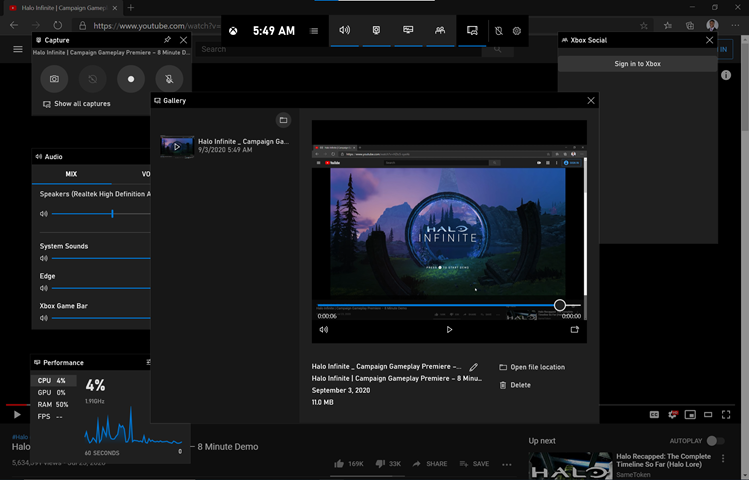 Halo Infinite | Campaign Gamepl
https://www.youtube.com/watch?v=
5:49 AM
Capture
Halo Infinite | Campaign Gameplay Premiere – 8 Minute D...
Show all captures
Search
Xbox Social
Sign in to Xbox
IN
Gallery
Halo Infinite _ Campaign Ga...
9/3/2020 5:49 AM
Audio
MIX
VO
Speakers (Realtek High Definition A
System Sounds
Edge
Xbox Game Bar
HALO
INFINITE
0:00:06
0:00:00
Halo Infinite _ Campaign Gameplay Premiere –...
Halo Infinite | Campaign Gameplay Premiere – 8 Minu...
September 3, 2020
11.0 MB
Open file location
Delete
Performance
CPU 4%
GPU 0%
RAM 50%
FPS --
4%
1.91GHz
60 SECONDS
0
#Halo
Halo
– 8 Minute Demo
169K
33K
SHARE
SAVE
Up next
AUTOPLAY
Halo Recapped: The Complete
Timeline So Far (Halo Lore)
SameToken
HALO